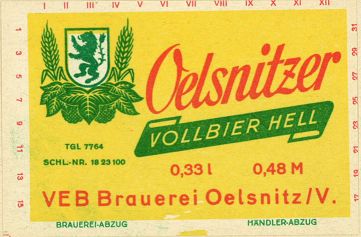 I II III IV V VI VII VIII IX X XI XII
Oelsnitzer
VOLLBIER HELL
TGL 7764
SCHL.-NR. 18 23 100
0,33 l 0,48 M
VEB Brauerei Oelsnitz/V.
BRAUEREI-ABZUG HÄNDLER-ABZUG
1
3
5
7
9
11
13
15
31
29
27
25
23
21
19
17